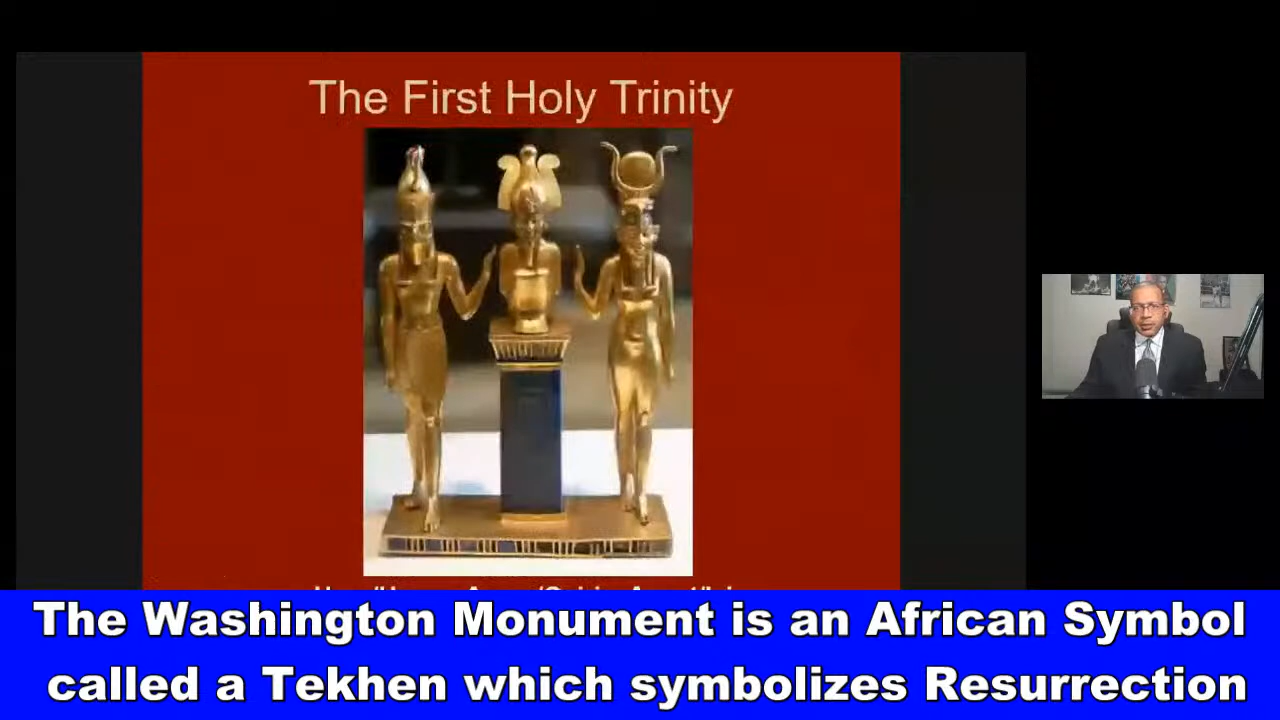 The First Holy Trinity
The Washington Monument is an African Symbol
called a Tekhen which symbolizes Resurrection